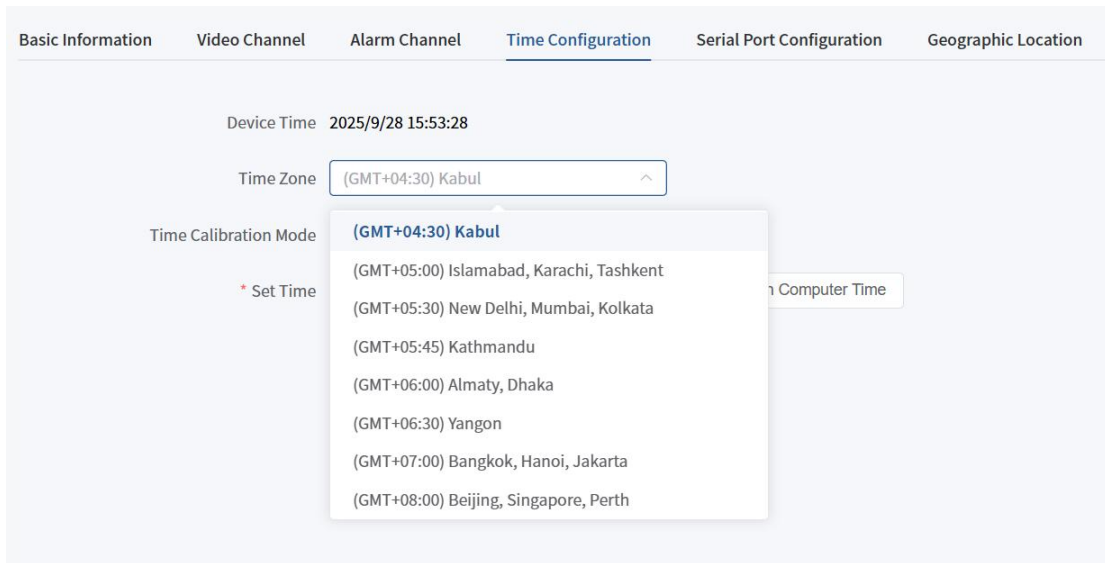 Basic Information Video Channel Alarm Channel Time Configuration Serial Port Configuration Geographic Location
Device Time 2025/9/28 15:53:28
Time Zone (GMT+04:30) Kabul
(GMT+04:30) Kabul
Time Calibration Mode
(GMT+05:00) Islamabad, Karachi, Tashkent
* Set Time Computer Time
(GMT+05:30) New Delhi, Mumbai, Kolkata
(GMT+05:45) Kathmandu
(GMT+06:00) Almaty, Dhaka
(GMT+06:30) Yangon
(GMT+07:00) Bangkok, Hanoi, Jakarta
(GMT+08:00) Beijing, Singapore, Perth